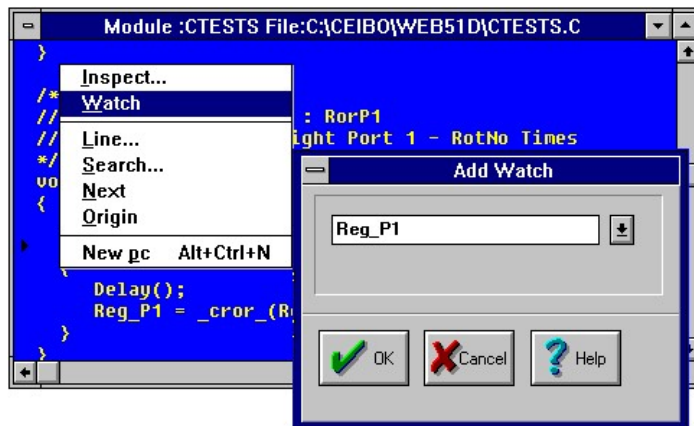 Module :CTESTS File:C:\CEIBO\WEB51D\CTESTS.C
}
Inspect...
Watch
Line...
Search...
Next
Origin
New pc Alt+Ctrl+N
/*
// : RorP1
// ight Port 1 - RotNo Times
*/
vo
{
Delay();
Reg_P1 = _cror_(Re
}
}
Add Watch
Reg_P1
OK
Cancel
? Help